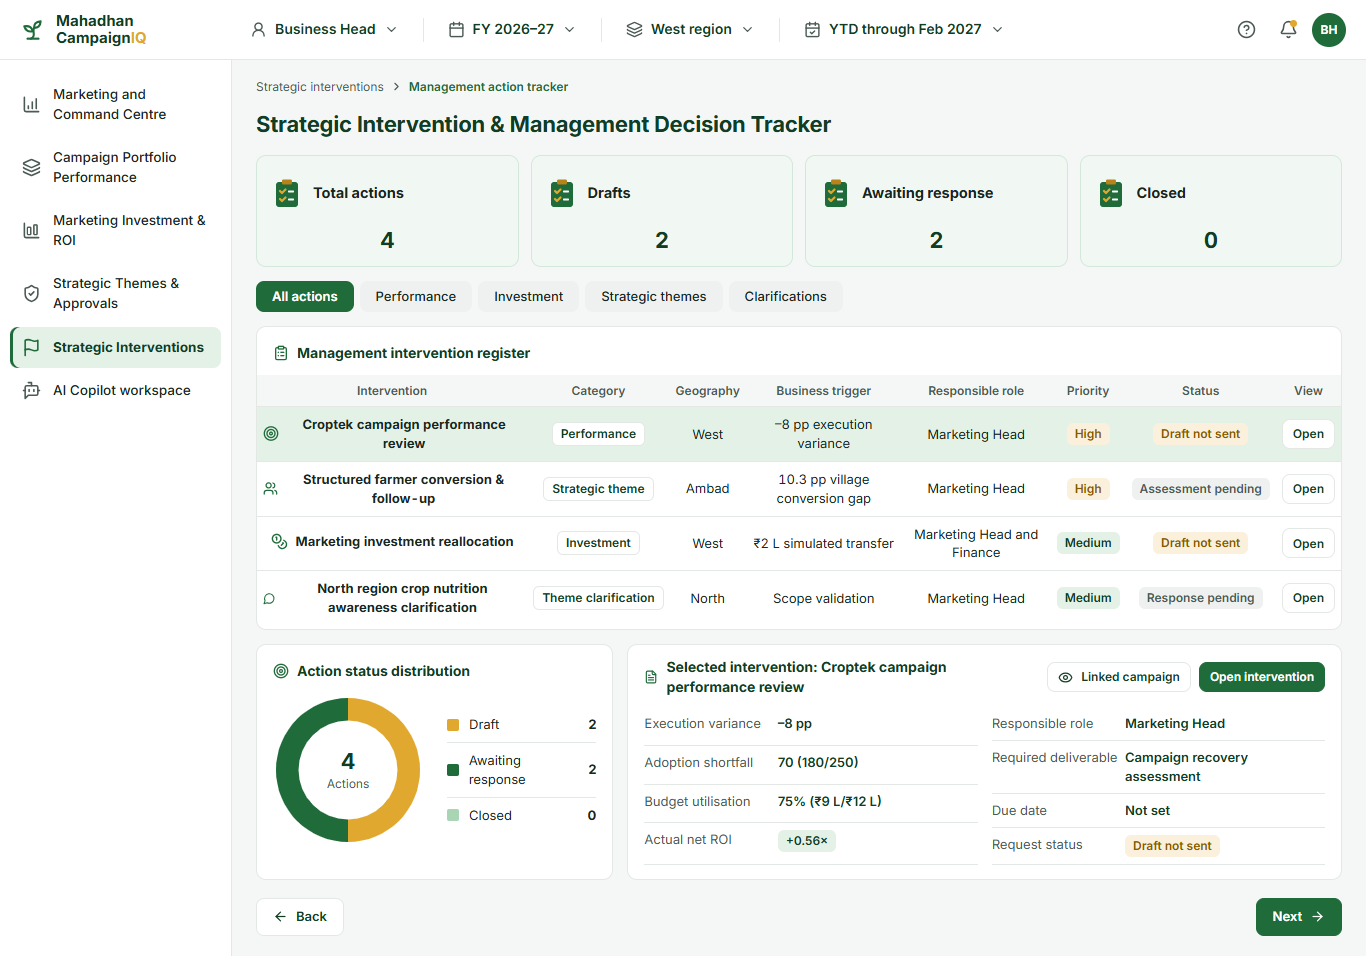 Mahadhan
CampaignIQ
Business Head
FY 2026–27
West region
YTD through Feb 2027
BH
Marketing and
Command Centre
Campaign Portfolio
Performance
Marketing Investment &
ROI
Strategic Themes &
Approvals
Strategic Interventions
AI Copilot workspace
Strategic interventions > Management action tracker
Strategic Intervention & Management Decision Tracker
Total actions
4
Drafts
2
Awaiting response
2
Closed
0
All actions
Performance
Investment
Strategic themes
Clarifications
Management intervention register
Intervention Category Geography Business trigger Responsible role Priority Status View
Croptek campaign performance
review
Performance
West
−8 pp execution
variance
Marketing Head
High
Draft not sent
Open
Structured farmer conversion &
follow-up
Strategic theme
Ambad
10.3 pp village
conversion gap
Marketing Head
High
Assessment pending
Open
Marketing investment reallocation
Investment
West
₹2 L simulated transfer
Marketing Head and
Finance
Medium
Draft not sent
Open
North region crop nutrition
awareness clarification
Theme clarification
North
Scope validation
Marketing Head
Medium
Response pending
Open
Action status distribution
4
Actions
Draft 2
Awaiting
response
2
Closed 0
Selected intervention: Croptek campaign
performance review
Linked campaign
Open intervention
Execution variance −8 pp
Adoption shortfall 70 (180/250)
Budget utilisation 75% (₹9 L/₹12 L)
Actual net ROI +0.56×
Responsible role Marketing Head
Required deliverable Campaign recovery
assessment
Due date Not set
Request status Draft not sent
Back
Next